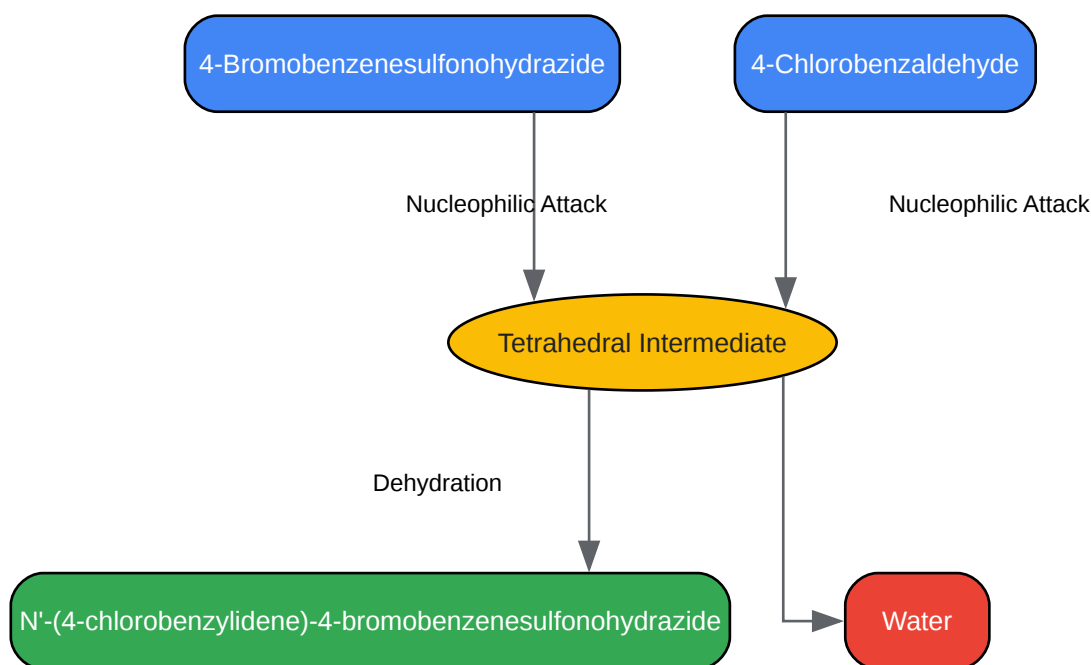 4-Bromobenzenesulfonohydrazide
4-Chlorobenzaldehyde
Nucleophilic Attack
Nucleophilic Attack
Tetrahedral Intermediate
Dehydration
N'-(4-chlorobenzylidene)-4-bromobenzenesulfonohydrazide
Water